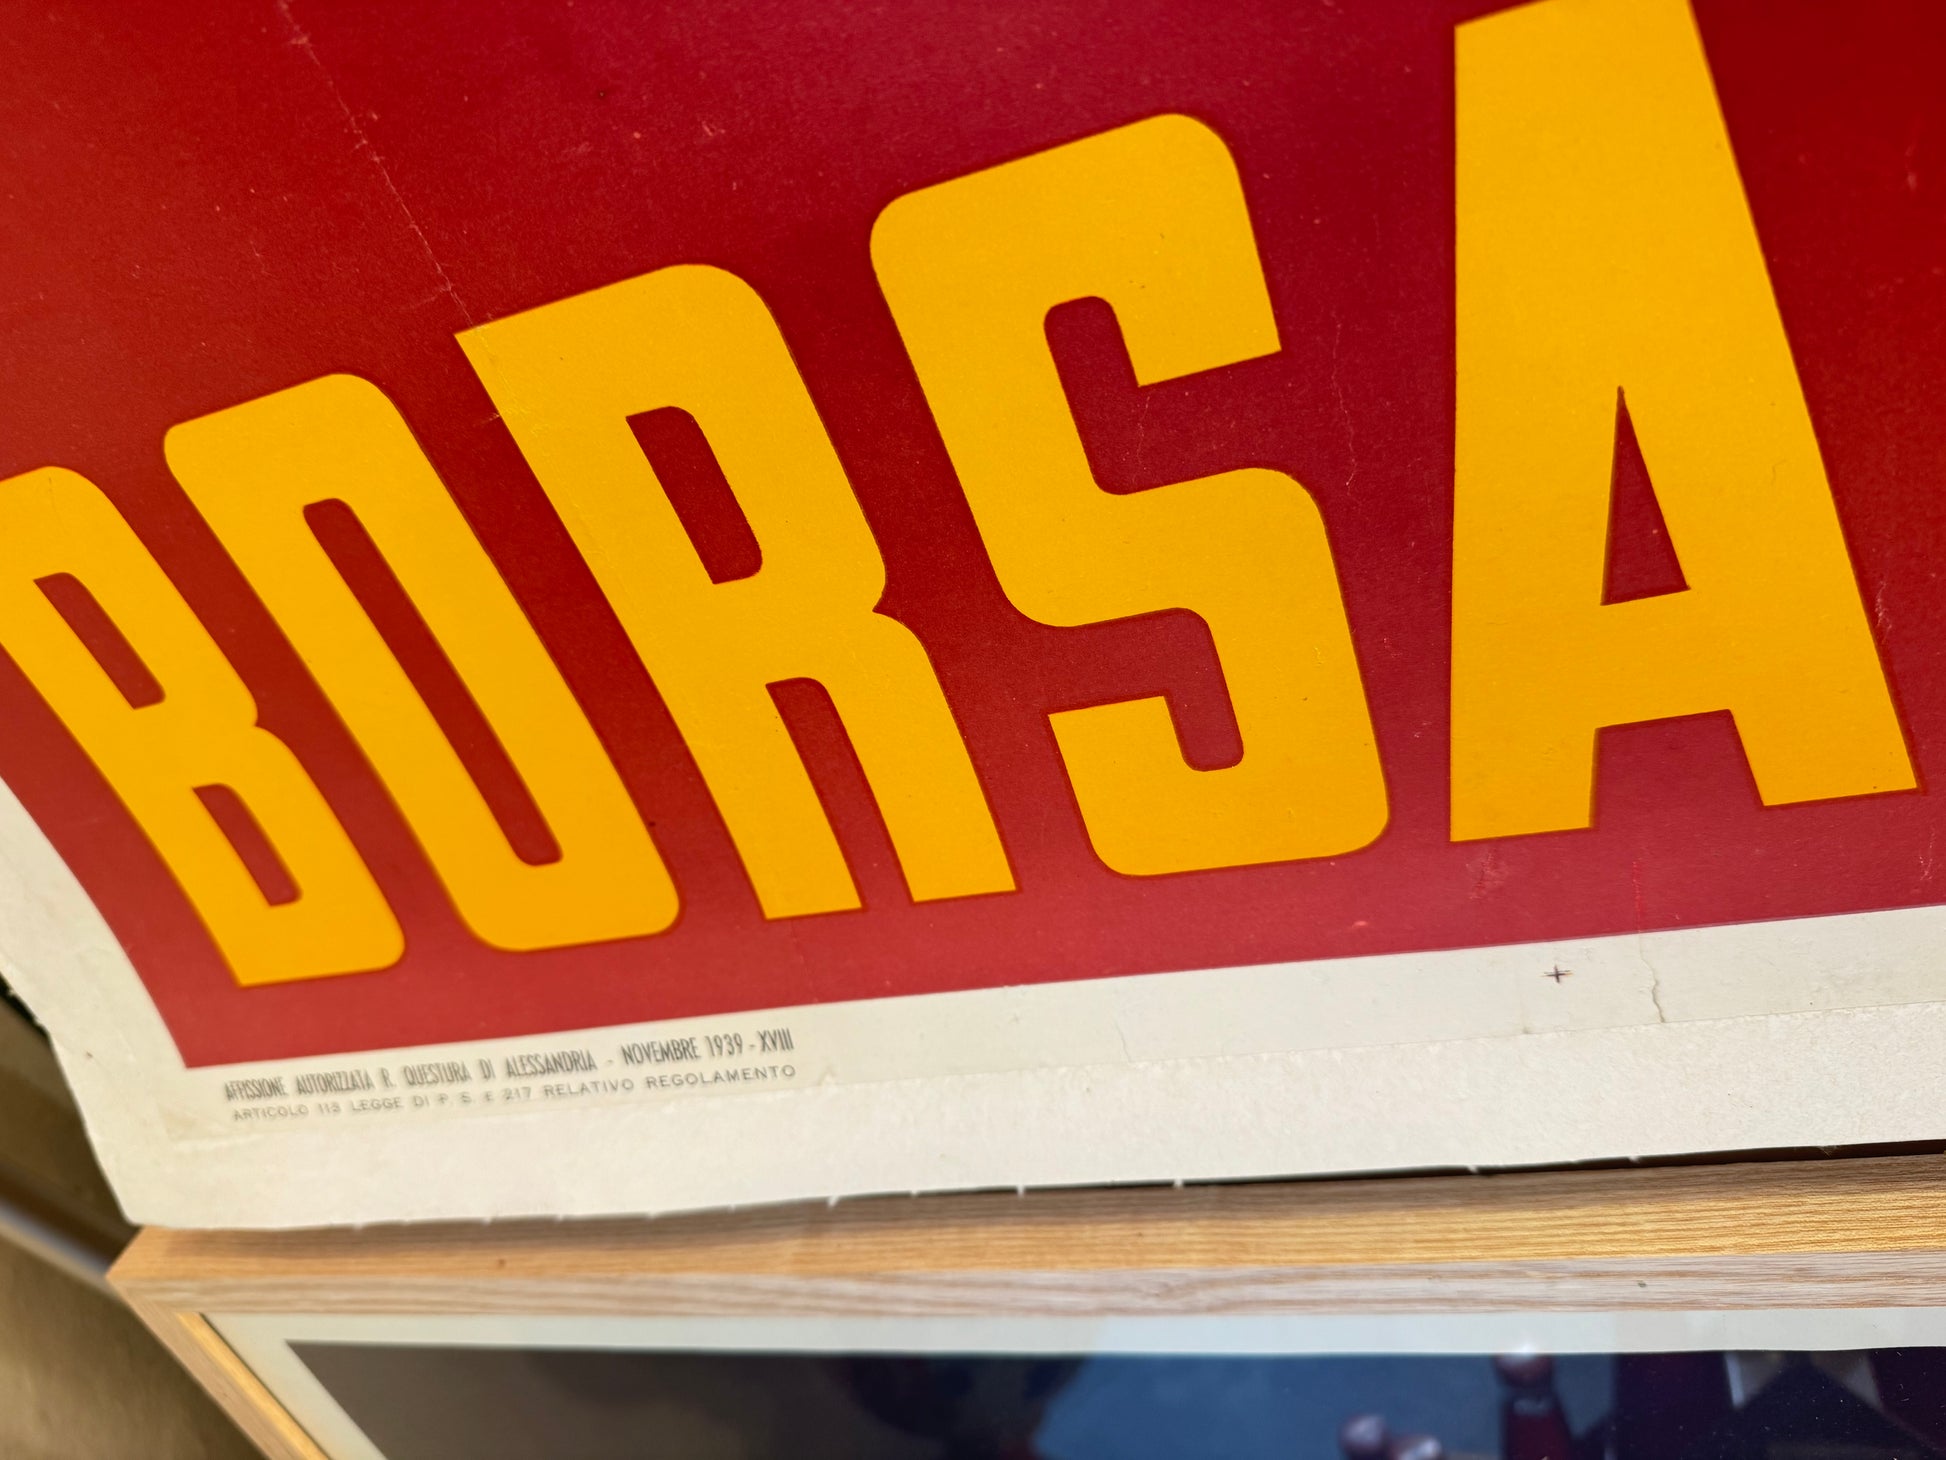 BORSA
AFFISSIONE AUTORIZZATA R. QUESTURA DI ALESSANDRIA - NOVEMBRE 1939 - XVIII
ARTICOLO 113 LEGGE DI P. S. E 217 RELATIVO REGOLAMENTO